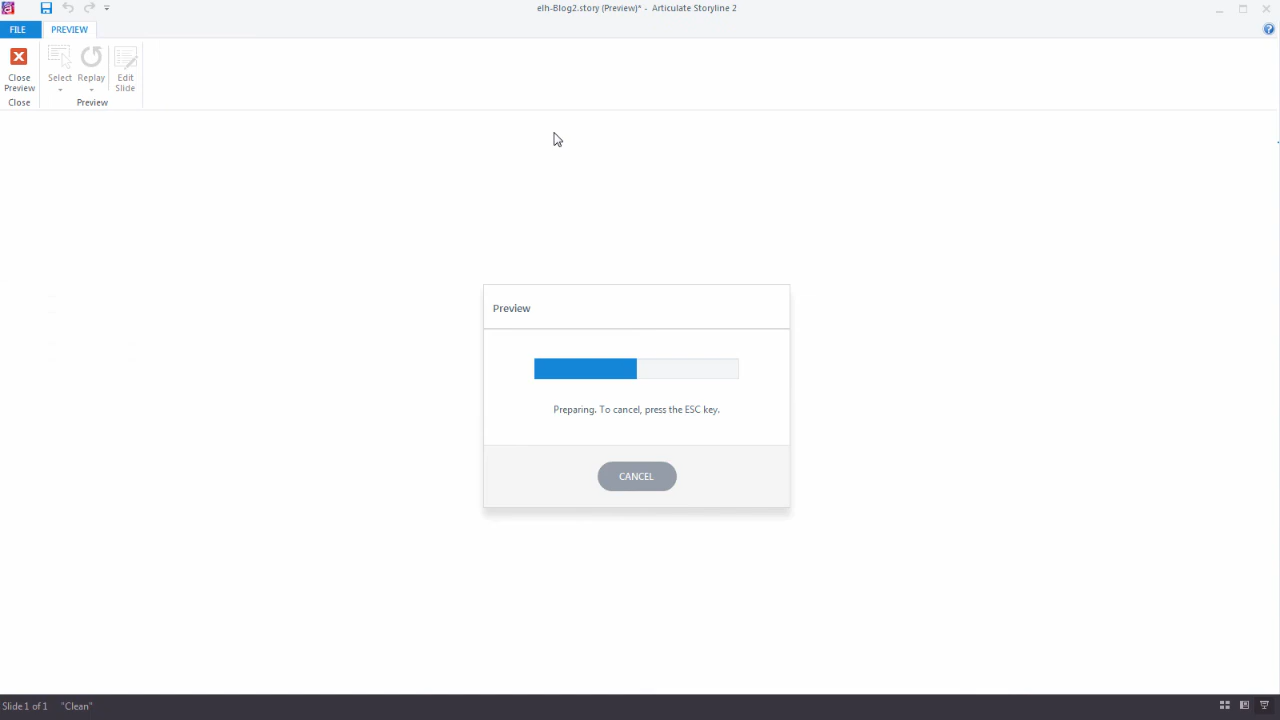 elh-Blog2.story (Preview)* - Articulate Storyline 2
FILE PREVIEW
Close Preview
Select
Replay
Edit Slide
Close
Preview
Preview
Preparing. To cancel, press the ESC key.
CANCEL
Slide 1 of 1 "Clean"